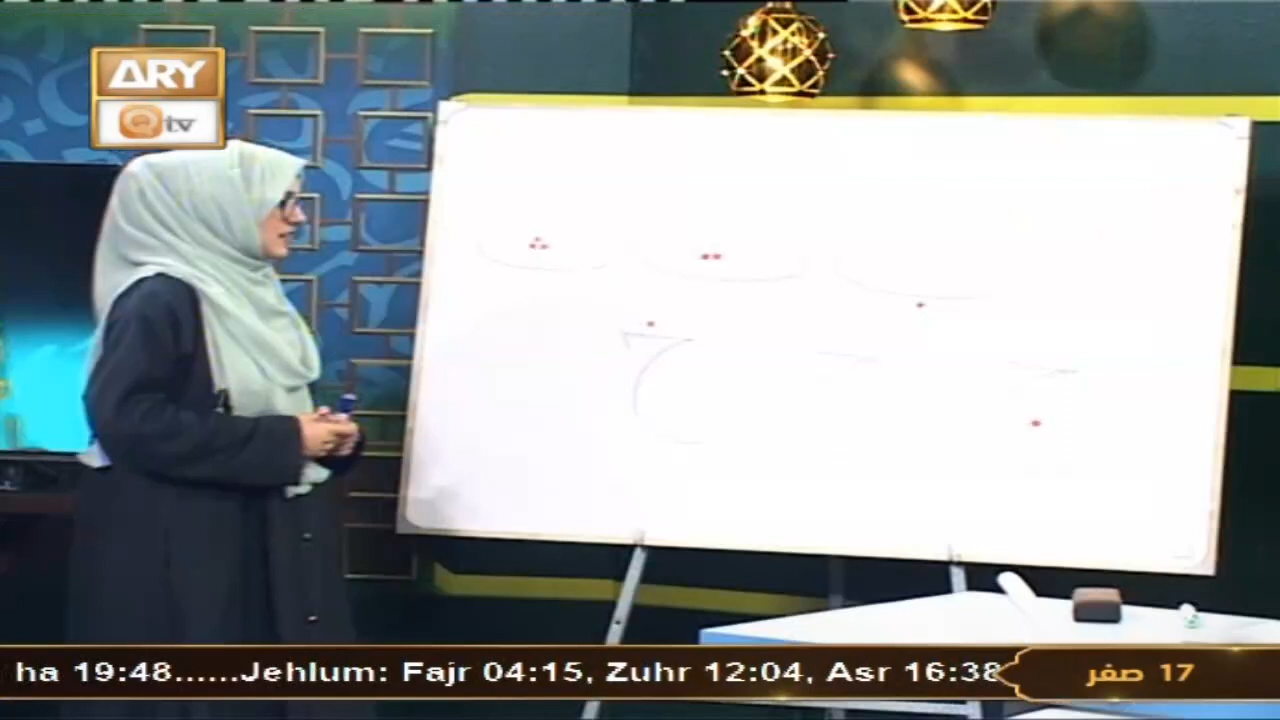 ARY
Qtv
ث ت ب
خ ح ج
ha 19:48......Jehlum: Fajr 04:15, Zuhr 12:04, Asr 16:38
17 صفر